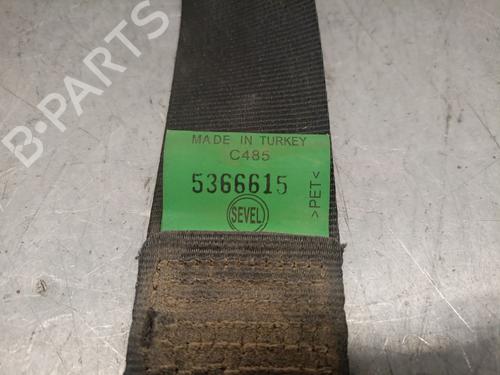 B-PARTS
MADE IN TURKEY
C485
5366615
SEVEL
>PET<